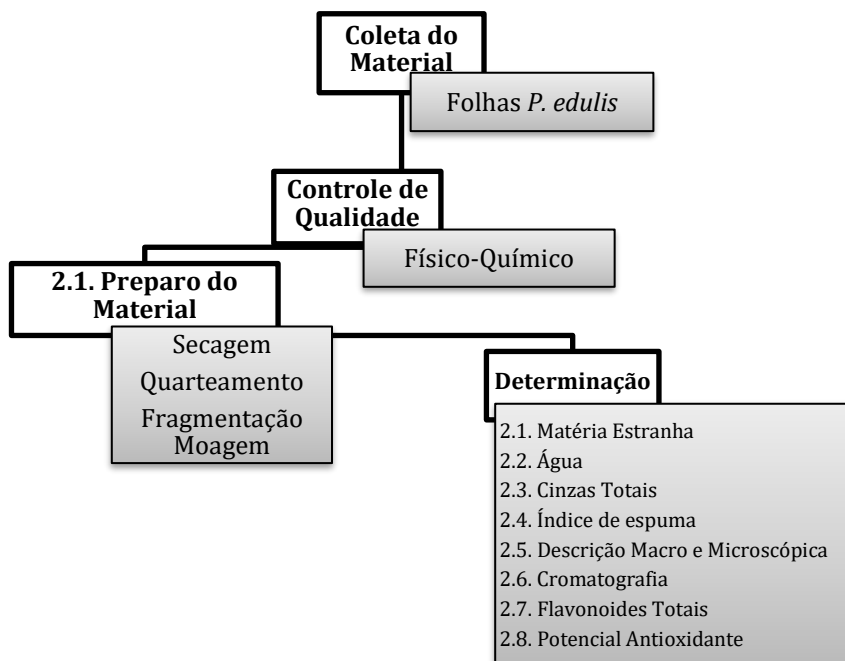 Coleta do
Material
Folhas P. edulis
Controle de
Qualidade
Físico-Químico
2.1. Preparo do
Material
Secagem
Quarteamento
Fragmentação
Moagem
Determinação
2.1. Matéria Estranha
2.2. Água
2.3. Cinzas Totais
2.4. Índice de espuma
2.5. Descrição Macro e Microscópica
2.6. Cromatografia
2.7. Flavonoides Totais
2.8. Potencial Antioxidante